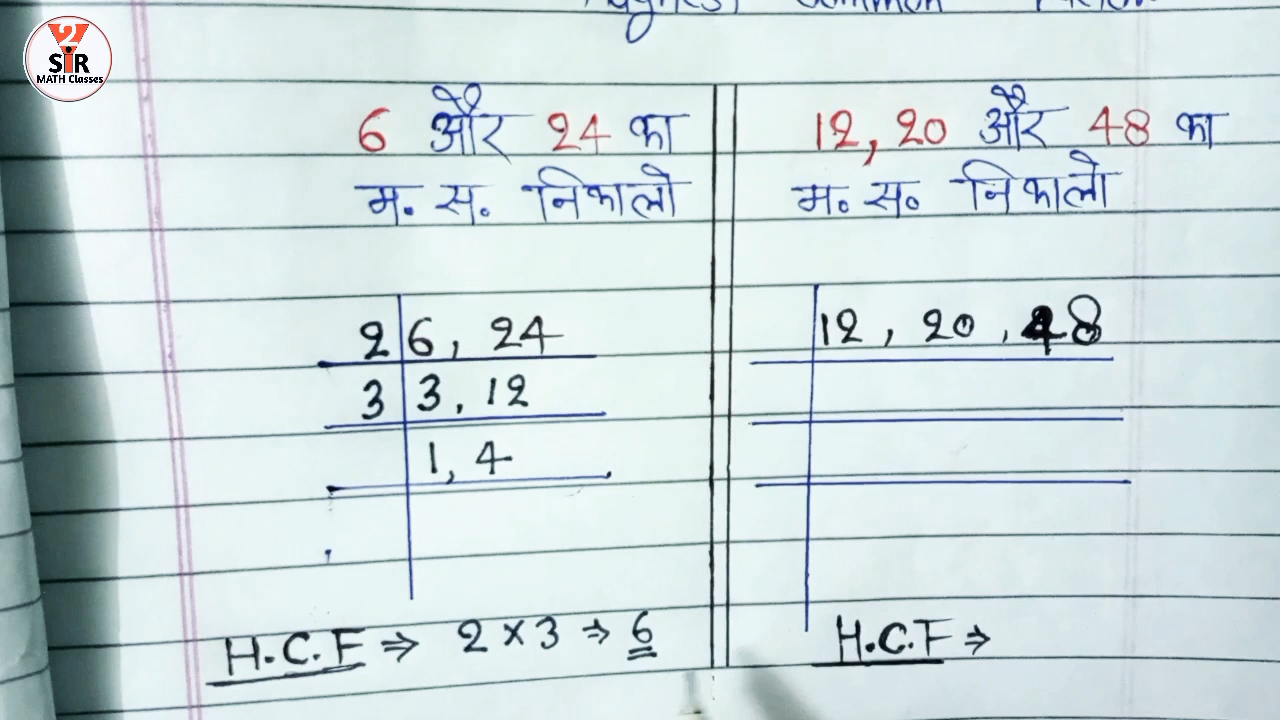 2
SIR
MATH Classes
6 और 24 का
म. स. निकालो
2 6, 24
3 3, 12
1, 4
H.C.F ⇒ 2 × 3 ⇒ 6
12, 20 और 48 का
म. स. निकालो
12, 20, 48
H.C.F ⇒